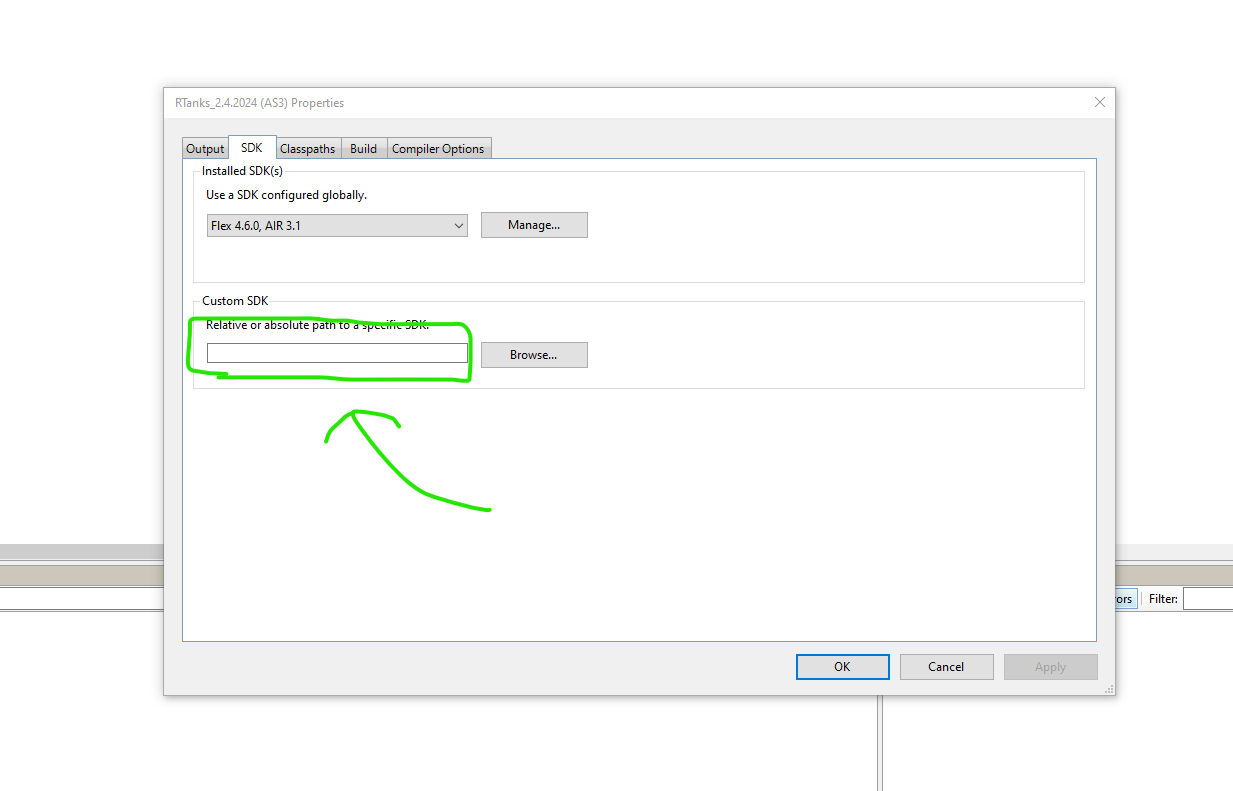 RTanks_2.4.2024 (AS3) Properties
Output SDK Classpaths Build Compiler Options
Installed SDK(s)
Use a SDK configured globally.
Flex 4.6.0, AIR 3.1 Manage...
Custom SDK
Relative or absolute path to a specific SDK.
Browse...
ors Filter:
OK Cancel Apply